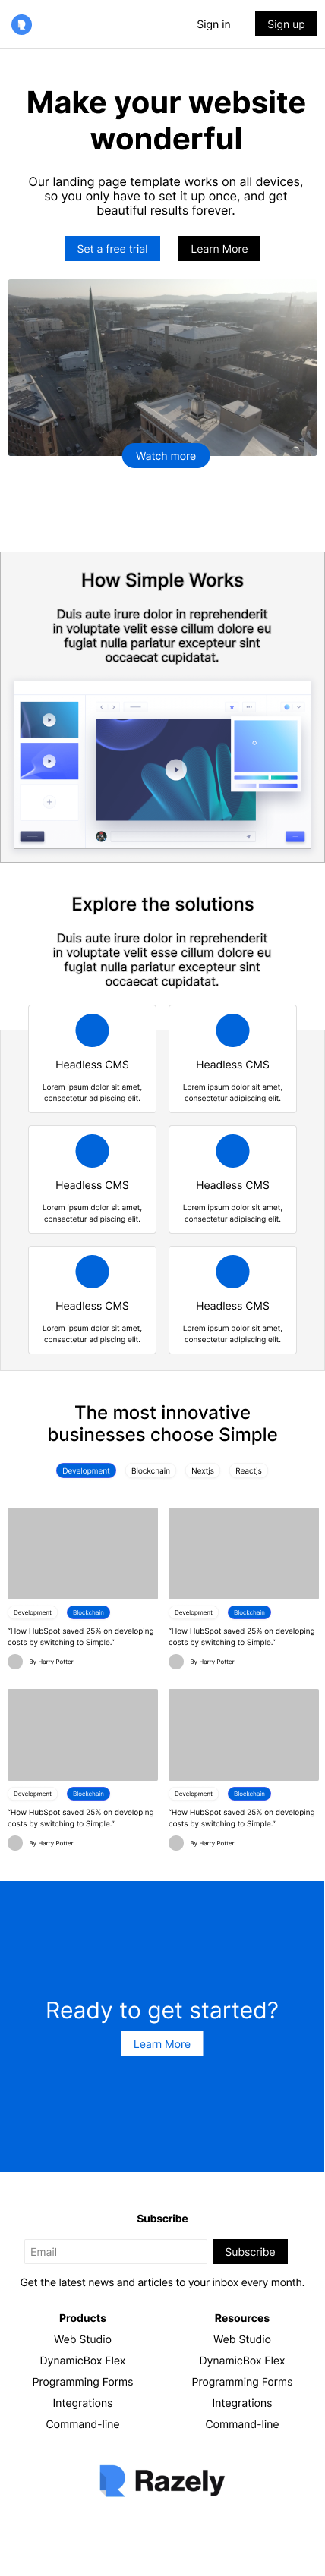 Sign in
Sign up
Make your website
wonderful
Our landing page template works on all devices,
so you only have to set it up once, and get
beautiful results forever.
Set a free trial
Learn More
Watch more
How Simple Works
Duis aute irure dolor in reprehenderit
in voluptate velit esse cillum dolore eu
fugiat nulla pariatur excepteur sint
occaecat cupidatat.
Explore the solutions
Duis aute irure dolor in reprehenderit
in voluptate velit esse cillum dolore eu
fugiat nulla pariatur excepteur sint
occaecat cupidatat.
Headless CMS
Lorem ipsum dolor sit amet,
consectetur adipiscing elit.
Headless CMS
Lorem ipsum dolor sit amet,
consectetur adipiscing elit.
Headless CMS
Lorem ipsum dolor sit amet,
consectetur adipiscing elit.
Headless CMS
Lorem ipsum dolor sit amet,
consectetur adipiscing elit.
Headless CMS
Lorem ipsum dolor sit amet,
consectetur adipiscing elit.
Headless CMS
Lorem ipsum dolor sit amet,
consectetur adipiscing elit.
The most innovative
businesses choose Simple
Development
Blockchain
Nextjs
Reactjs
Development
Blockchain
“How HubSpot saved 25% on developing
costs by switching to Simple.”
By Harry Potter
Development
Blockchain
“How HubSpot saved 25% on developing
costs by switching to Simple.”
By Harry Potter
Development
Blockchain
“How HubSpot saved 25% on developing
costs by switching to Simple.”
By Harry Potter
Development
Blockchain
“How HubSpot saved 25% on developing
costs by switching to Simple.”
By Harry Potter
Ready to get started?
Learn More
Subscribe
Email
Subscribe
Get the latest news and articles to your inbox every month.
Products
Web Studio
DynamicBox Flex
Programming Forms
Integrations
Command-line
Resources
Web Studio
DynamicBox Flex
Programming Forms
Integrations
Command-line
Razely